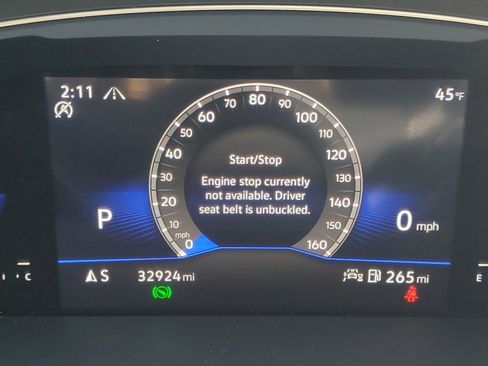 2:11
45°F
80
60
100
70
90
50
110
40
120
30
130
20
140
10
150
mph
0
160
Start/Stop
Engine stop currently
not available. Driver
seat belt is unbuckled.
P
0 mph
C
S
32924 mi
265 mi
E